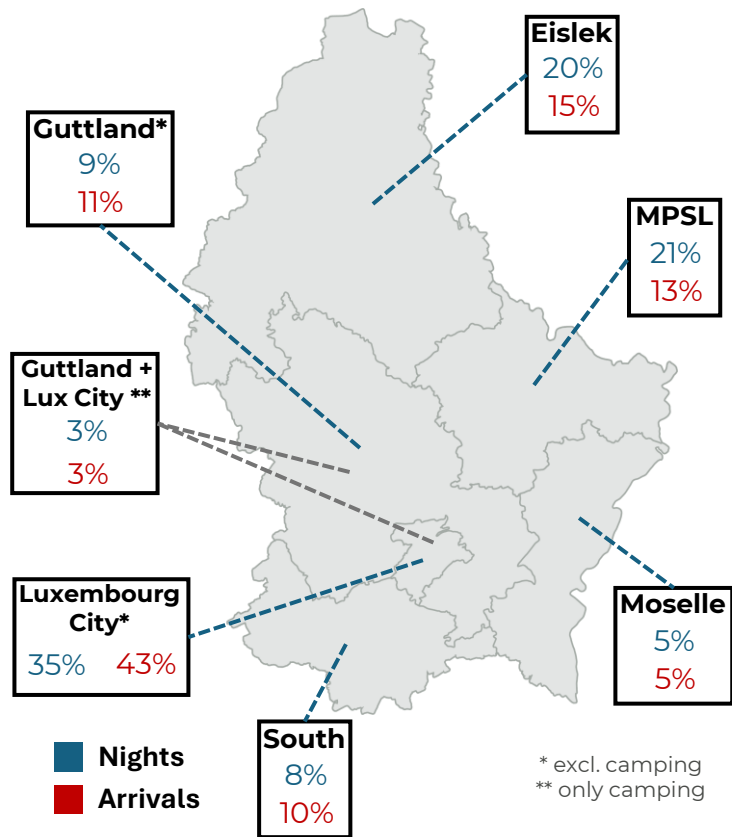 Eislek
20%
15%
Guttland*
9%
11%
MPSL
21%
13%
Guttland +
Lux City **
3%
3%
Luxembourg
City*
35% 43%
Moselle
5%
5%
South
8%
10%
Nights
Arrivals
* excl. camping
** only camping